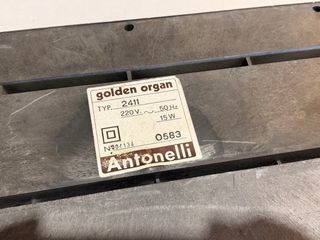 golden organ
TYP. 2411
220V. ~ 50Hz
15W
N° 0583
Antonelli